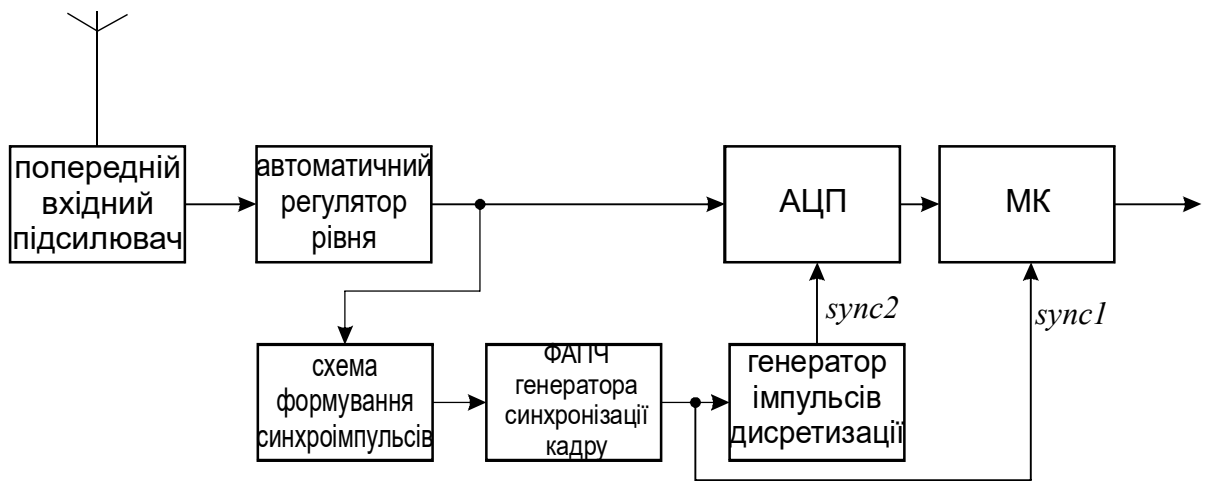 попередній
вхідний
підсилювач
автоматичний
регулятор
рівня
АЦП
МК
sync2
sync1
схема
формування
синхроімпульсів
ФАПЧ
генератора
синхронізації
кадру
генератор
імпульсів
дисретизації